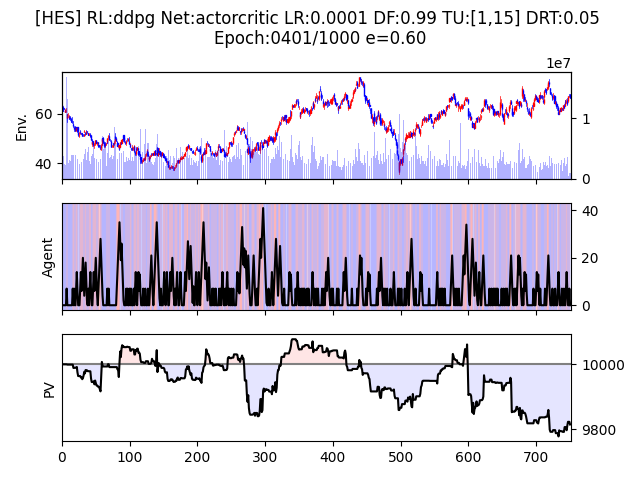 [HES] RL:ddpg Net:actorcritic LR:0.0001 DF:0.99 TU:[1,15] DRT:0.05
Epoch:0401/1000 e=0.60
1e7
Env.
60
40
1
0
Agent
40
20
0
PV
10000
9800
0 100 200 300 400 500 600 700